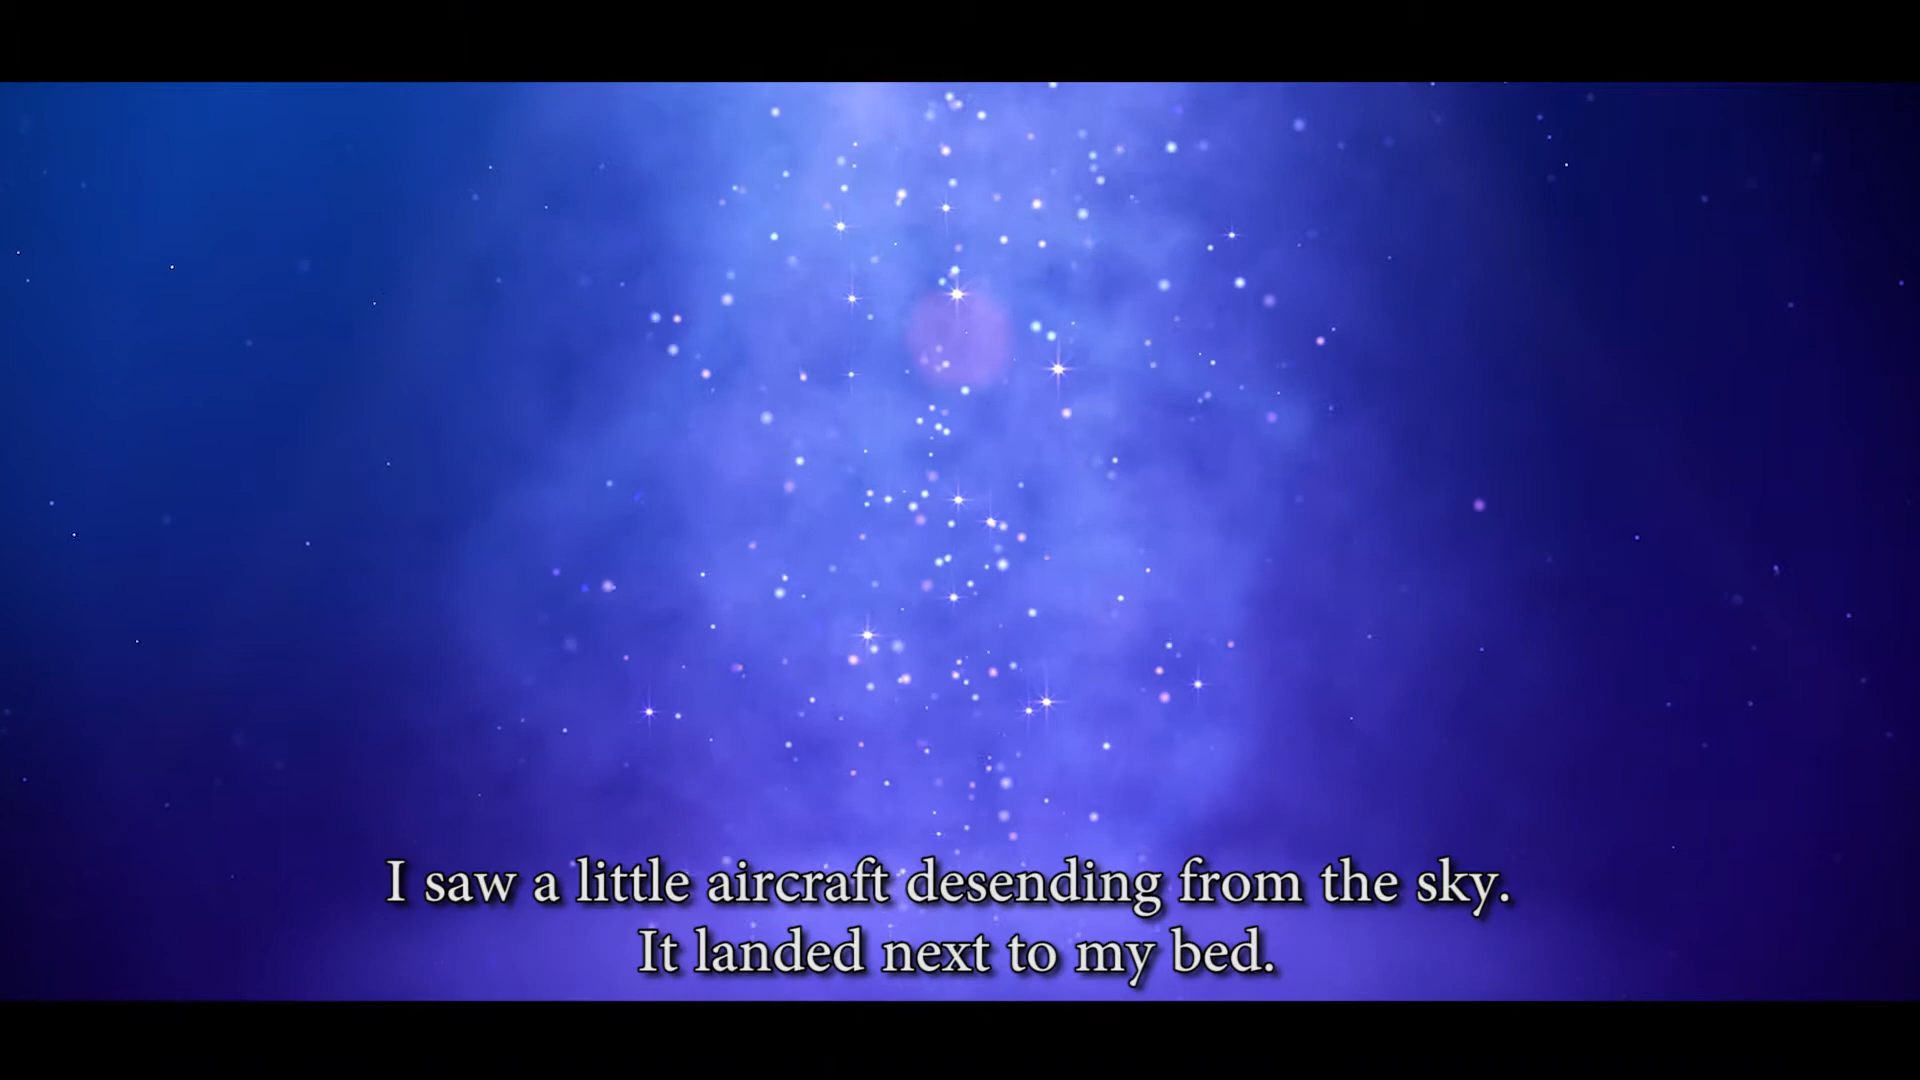 I saw a little aircraft desending from the sky.
It landed next to my bed.